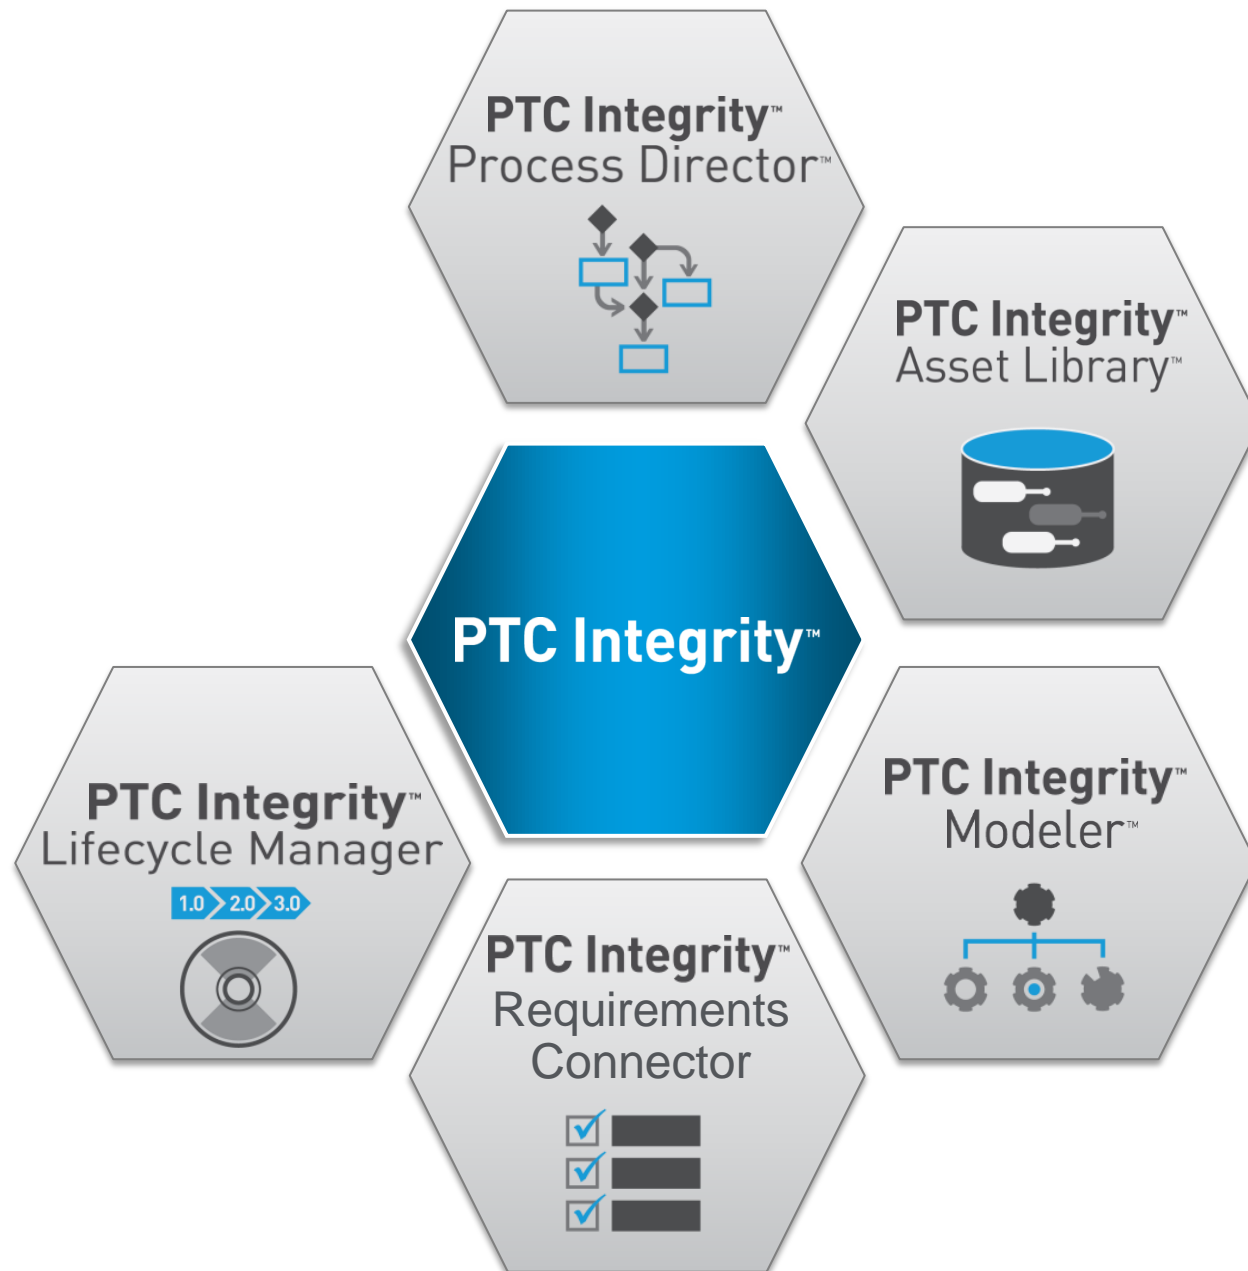 PTC Integrity™
Process Director™
PTC Integrity™
Asset Library™
PTC Integrity™
PTC Integrity™
Lifecycle Manager
1.0 2.0 3.0
PTC Integrity™
Modeler™
PTC Integrity™
Requirements
Connector